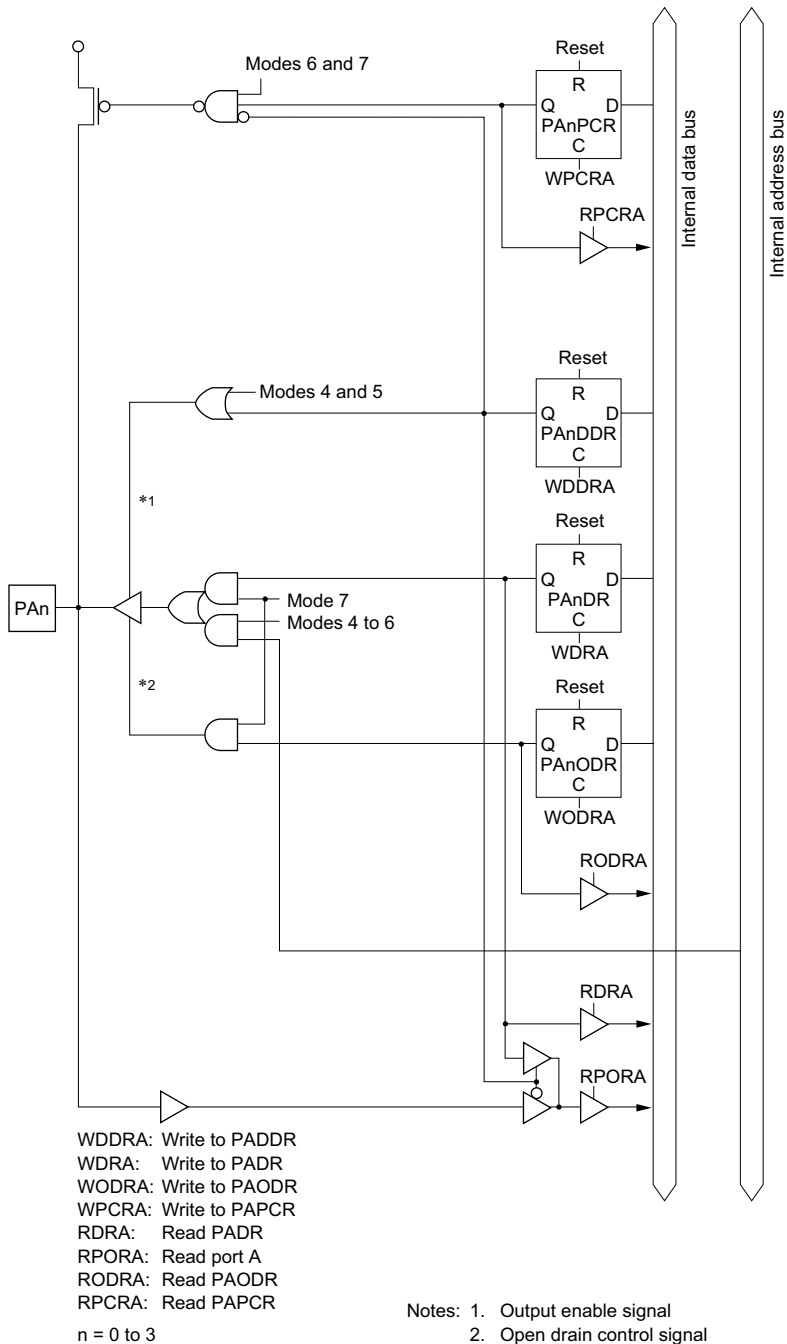 Reset
Modes 6 and 7
R
Q D
PAnPCR
C
WPCRA
RPCRA
Internal data bus
Internal address bus
Reset
R
Modes 4 and 5
Q D
PAnDDR
C
WDDRA
*1
Reset
R
Q D
PAn
Mode 7
PAnDR
Modes 4 to 6
C
WDRA
*2
Reset
R
Q D
PAnODR
C
WODRA
RODRA
RDRA
RPORA
WDDRA: Write to PADDR
WDRA: Write to PADR
WODRA: Write to PAODR
WPCRA: Write to PAPCR
RDRA: Read PADR
RPORA: Read port A
RODRA: Read PAODR
RPCRA: Read PAPCR
n = 0 to 3
Notes: 1. Output enable signal
2. Open drain control signal